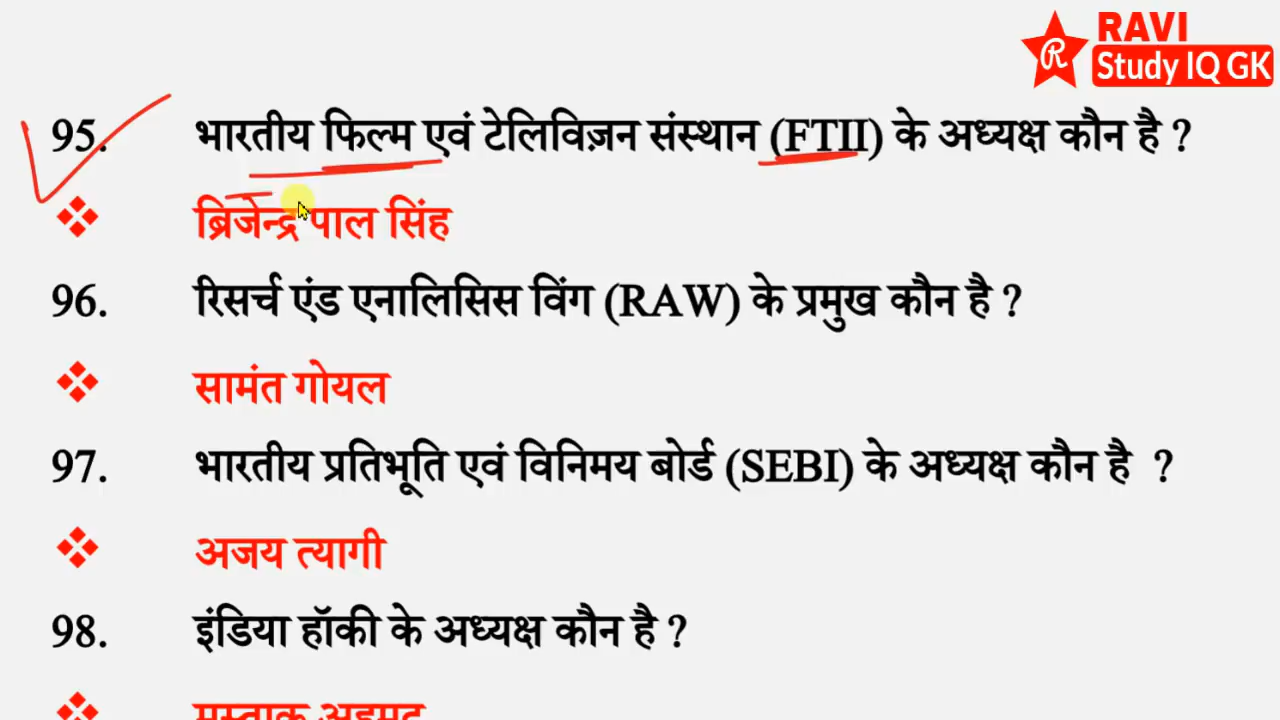 RAVI
Study IQ GK
95. भारतीय फिल्म एवं टेलिविज़न संस्थान (FTII) के अध्यक्ष कौन है ?
ब्रिजेन्द्र पाल सिंह
96. रिसर्च एंड एनालिसिस विंग (RAW) के प्रमुख कौन है ?
सामंत गोयल
97. भारतीय प्रतिभूति एवं विनिमय बोर्ड (SEBI) के अध्यक्ष कौन है ?
अजय त्यागी
98. इंडिया हॉकी के अध्यक्ष कौन है ?